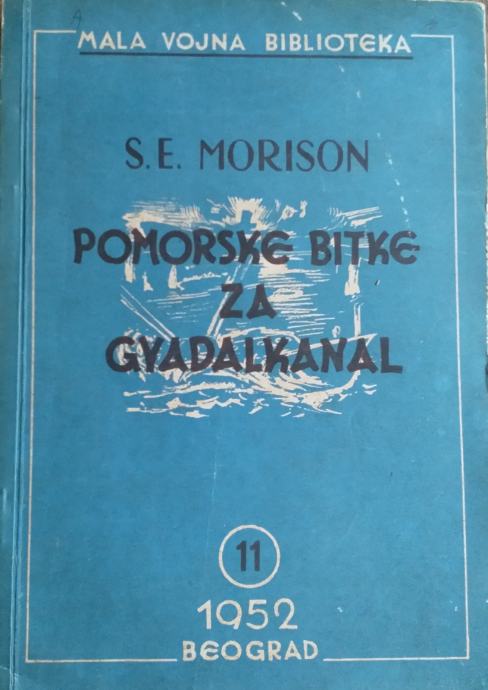 MALA VOJNA BIBLIOTEKA
S.E. MORISON
POMORSKE BITKE
ZA
GVADALKANAL
11
1952
BEOGRAD